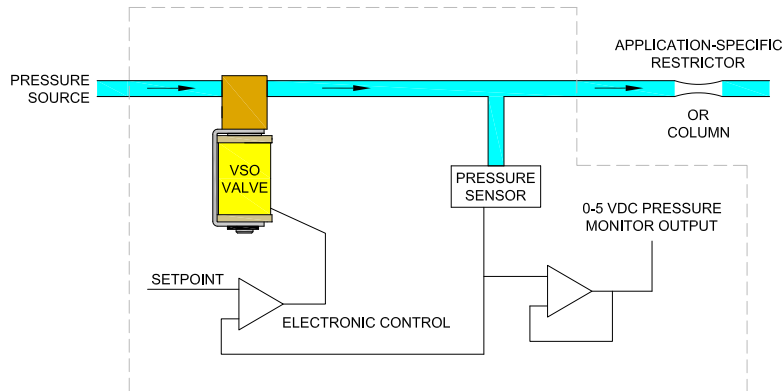 APPLICATION-SPECIFIC
RESTRICTOR
PRESSURE
SOURCE
OR
COLUMN
VSO
VALVE
PRESSURE
SENSOR
0-5 VDC PRESSURE
MONITOR OUTPUT
SETPOINT
ELECTRONIC CONTROL